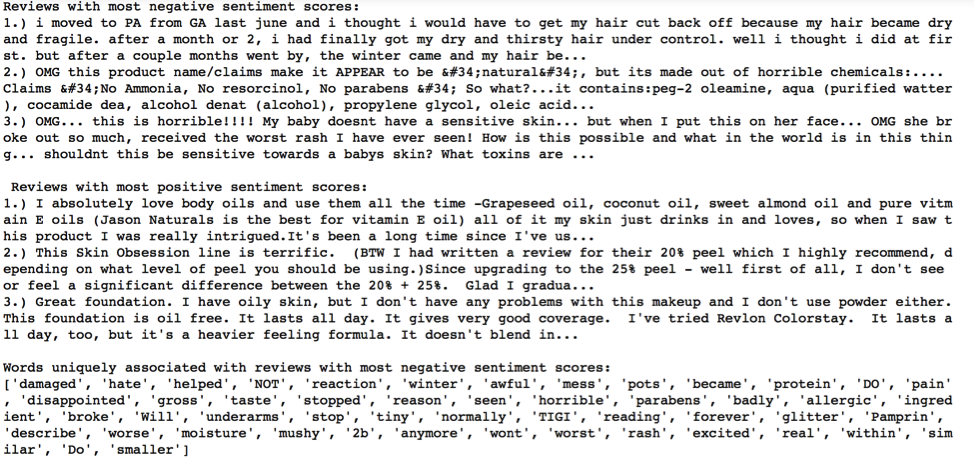 Reviews with most negative sentiment scores:
1.) i moved to PA from GA last june and i thought i would have to get my hair cut back off because my hair became dry
and fragile. after a month or 2, i had finally got my dry and thirsty hair under control. well i thought i did at fir
st. but after a couple months went by, the winter came and my hair be...
2.) OMG this product name/claims make it APPEAR to be &#34;natural&#34;, but its made out of horrible chemicals:....
Claims &#34;No Ammonia, No resorcinol, No parabens &#34; So what?...it contains:peg-2 oleamine, aqua (purified watter
), cocamide dea, alcohol denat (alcohol), propylene glycol, oleic acid...
3.) OMG... this is horrible!!!! My baby doesnt have a sensitive skin... but when I put this on her face... OMG she br
oke out so much, received the worst rash I have ever seen! How is this possible and what in the world is in this thin
g... shouldnt this be sensitive towards a babys skin? What toxins are ...
Reviews with most positive sentiment scores:
1.) I absolutely love body oils and use them all the time -Grapeseed oil, coconut oil, sweet almond oil and pure vitm
ain E oils (Jason Naturals is the best for vitamin E oil) all of it my skin just drinks in and loves, so when I saw t
his product I was really intrigued.It's been a long time since I've us...
2.) This Skin Obsession line is terrific.  (BTW I had written a review for their 20% peel which I highly recommend, d
epending on what level of peel you should be using.)Since upgrading to the 25% peel - well first of all, I don't see
or feel a significant difference between the 20% + 25%.  Glad I gradua...
3.) Great foundation. I have oily skin, but I don't have any problems with this makeup and I don't use powder either.
This foundation is oil free. It lasts all day. It gives very good coverage.  I've tried Revlon Colorstay.  It lasts a
ll day, too, but it's a heavier feeling formula. It doesn't blend in...
Words uniquely associated with reviews with most negative sentiment scores:
['damaged', 'hate', 'helped', 'NOT', 'reaction', 'winter', 'awful', 'mess', 'pots', 'became', 'protein', 'DO', 'pain'
, 'disappointed', 'gross', 'taste', 'stopped', 'reason', 'seen', 'horrible', 'parabens', 'badly', 'allergic', 'ingred
ient', 'broke', 'Will', 'underarms', 'stop', 'tiny', 'normally', 'TIGI', 'reading', 'forever', 'glitter', 'Pamprin',
'describe', 'worse', 'moisture', 'mushy', '2b', 'anymore', 'wont', 'worst', 'rash', 'excited', 'real', 'within', 'sim
ilar', 'Do', 'smaller']